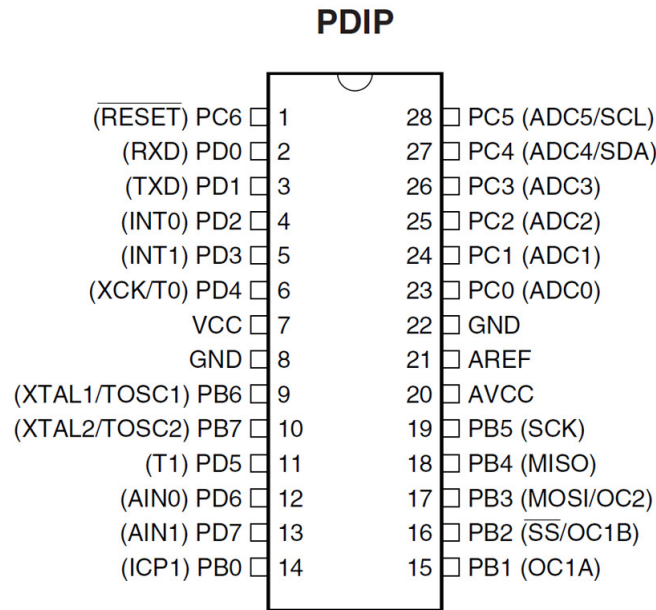 PDIP
(RESET) PC6 1 28 PC5 (ADC5/SCL)
(RXD) PD0 2 27 PC4 (ADC4/SDA)
(TXD) PD1 3 26 PC3 (ADC3)
(INT0) PD2 4 25 PC2 (ADC2)
(INT1) PD3 5 24 PC1 (ADC1)
(XCK/T0) PD4 6 23 PC0 (ADC0)
VCC 7 22 GND
GND 8 21 AREF
(XTAL1/TOSC1) PB6 9 20 AVCC
(XTAL2/TOSC2) PB7 10 19 PB5 (SCK)
(T1) PD5 11 18 PB4 (MISO)
(AIN0) PD6 12 17 PB3 (MOSI/OC2)
(AIN1) PD7 13 16 PB2 (SS/OC1B)
(ICP1) PB0 14 15 PB1 (OC1A)